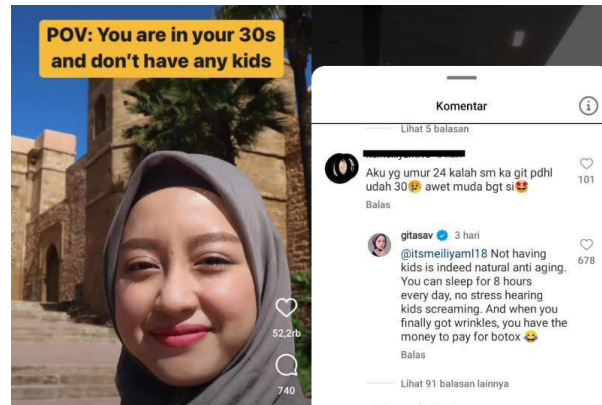 POV: You are in your 30s
and don't have any kids
52,2rb
740
Komentar
Lihat 5 balasan
Aku yg umur 24 kalah sm ka git pdhl
udah 30😢 awet muda bgt si🤩
Balas
101
gitasav 3 hari
@itsmeiliyaml18 Not having
kids is indeed natural anti aging.
You can sleep for 8 hours
every day, no stress hearing
kids screaming. And when you
finally got wrinkles, you have the
money to pay for botox 😂
Balas
678
Lihat 91 balasan lainnya